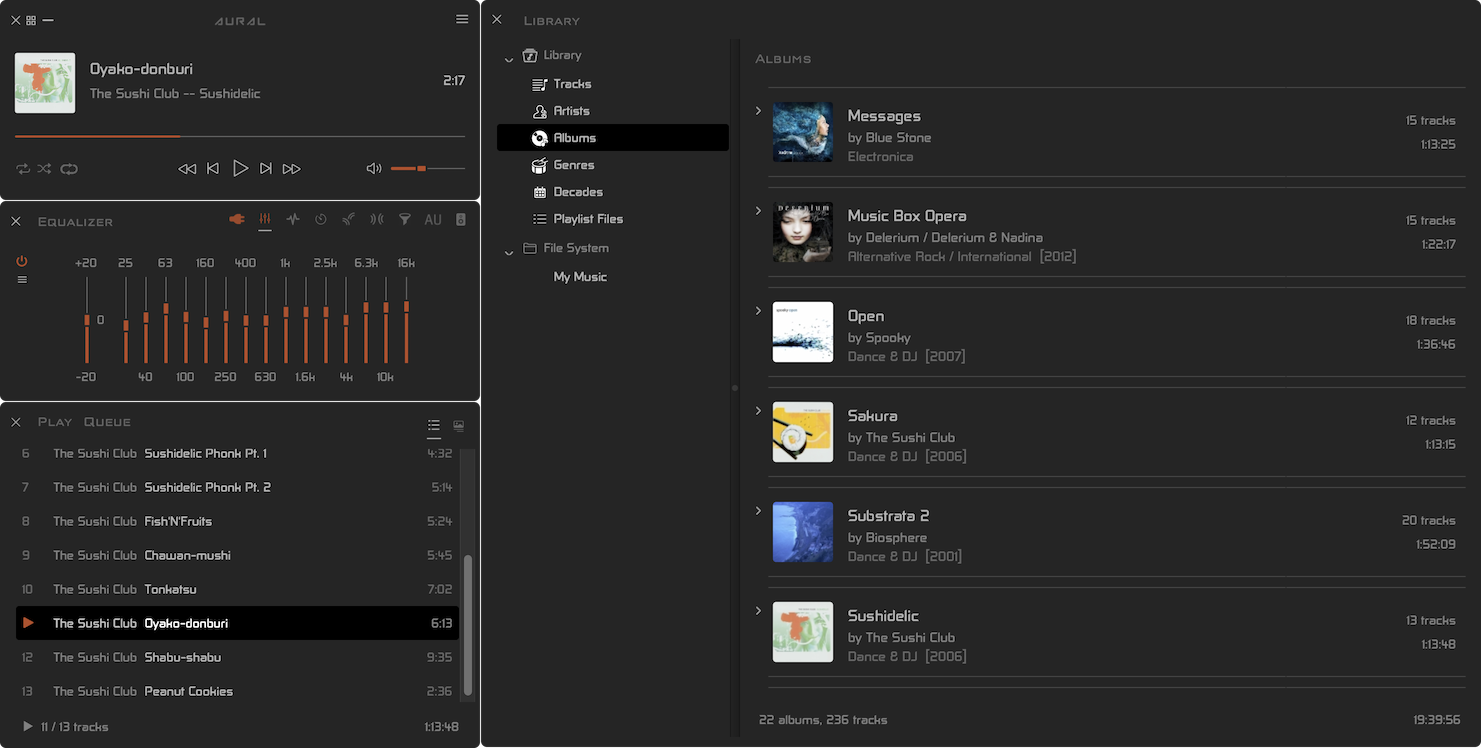 AURAL
Oyako-donburi
The Sushi Club -- Sushidelic
2:17
EQUALIZER
AU
+20 25 63 160 400 1k 2.5k 6.3k 16k
0
-20 40 100 250 630 1.6k 4k 10k
PLAY QUEUE
6 The Sushi Club Sushidelic Phonk Pt. 1 4:32
7 The Sushi Club Sushidelic Phonk Pt. 2 5:14
8 The Sushi Club Fish'N'Fruits 5:24
9 The Sushi Club Chawan-mushi 5:45
10 The Sushi Club Tonkatsu 7:02
The Sushi Club Oyako-donburi 6:13
12 The Sushi Club Shabu-shabu 9:35
13 The Sushi Club Peanut Cookies 2:36
11 / 13 tracks 1:13:48
LIBRARY
Library
Tracks
Artists
Albums
Genres
Decades
Playlist Files
File System
My Music
ALBUMS
Messages
by Blue Stone
Electronica
15 tracks
1:13:25
DELERIUM
Music Box Opera
by Delerium / Delerium & Nadina
Alternative Rock / International [2012]
15 tracks
1:22:17
spooky open
Open
by Spooky
Dance & DJ [2007]
18 tracks
1:36:46
Sakura
by The Sushi Club
Dance & DJ [2006]
12 tracks
1:13:15
Substrata 2
by Biosphere
Dance & DJ [2001]
20 tracks
1:52:09
Sushidelic
by The Sushi Club
Dance & DJ [2006]
13 tracks
1:13:48
22 albums, 236 tracks
19:39:56